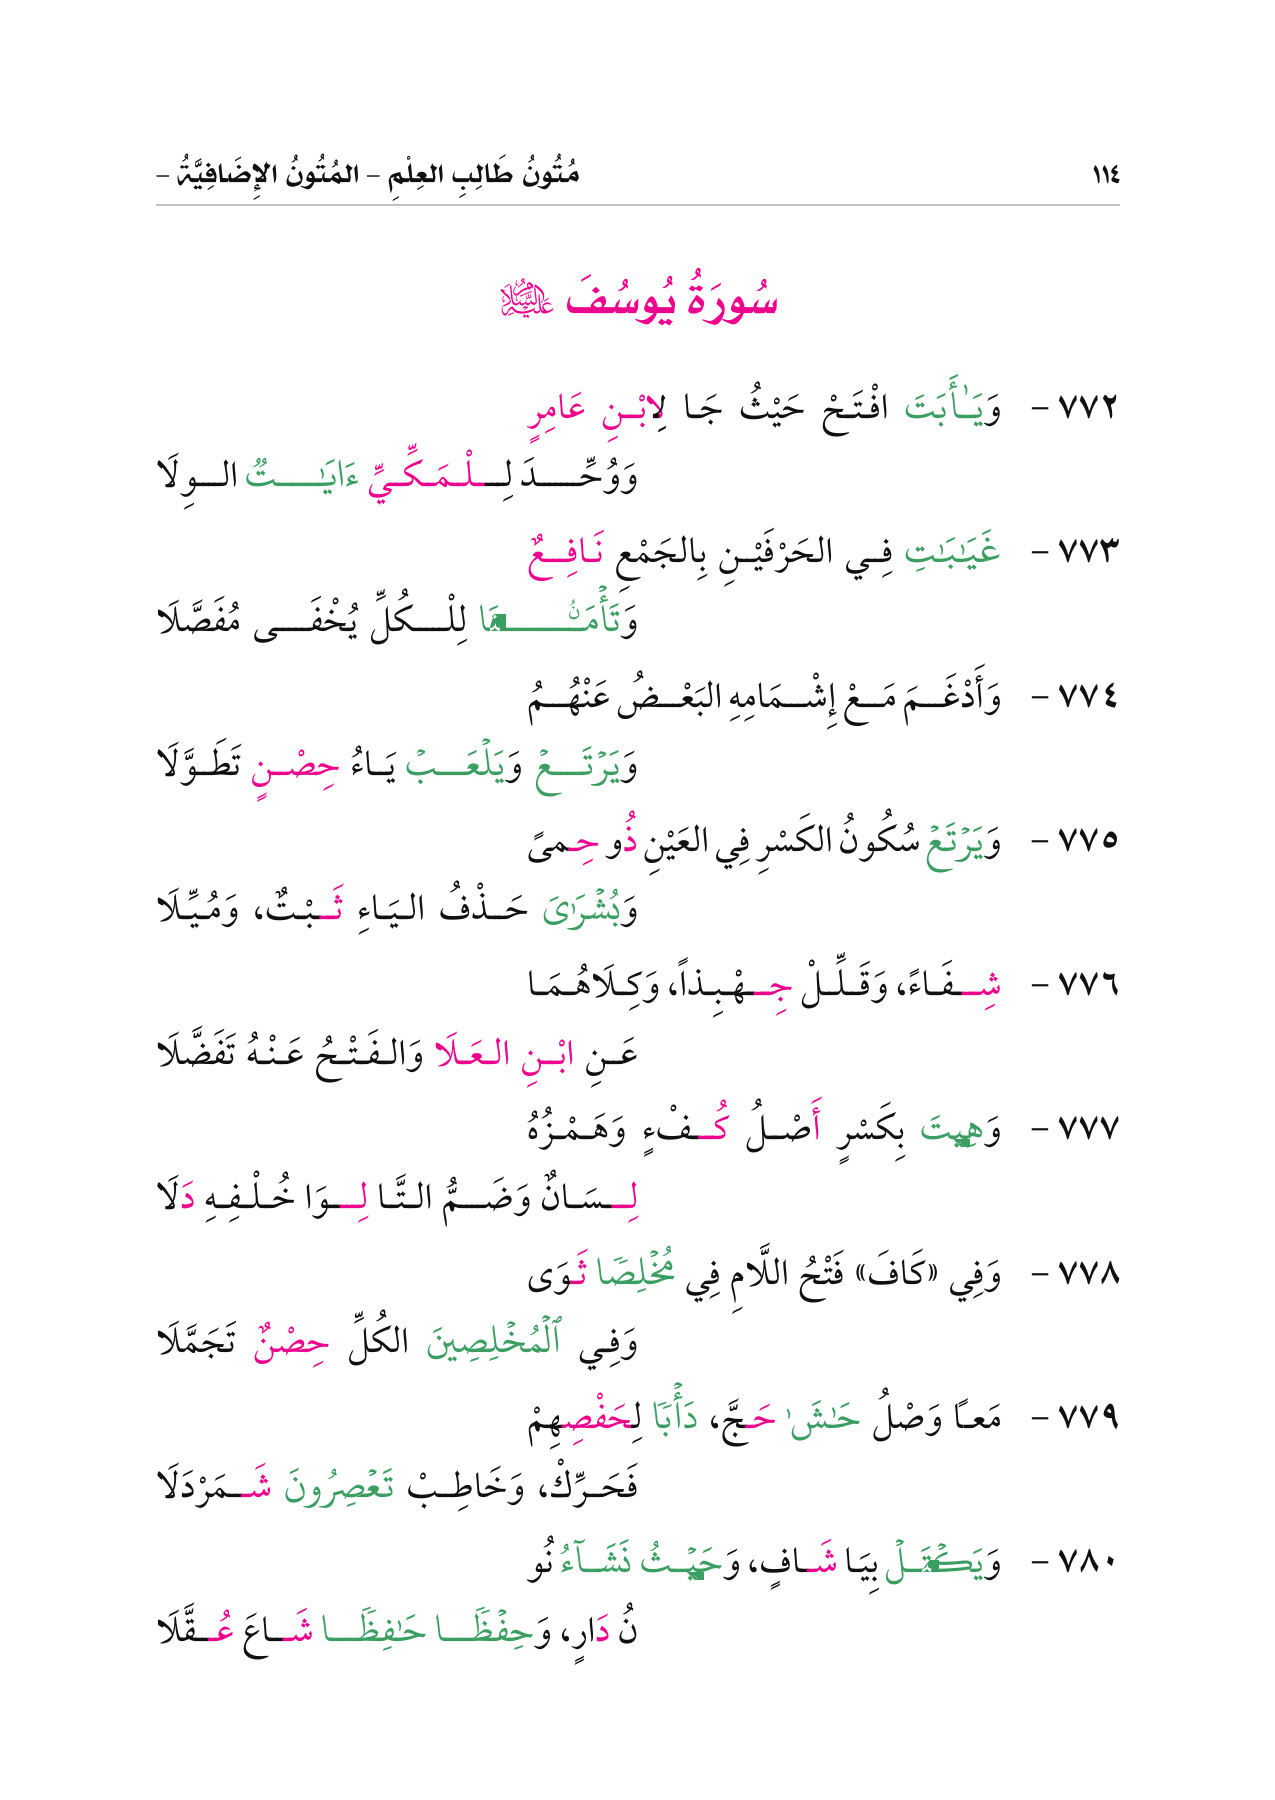 ١١٤ مُتُونُ طَالِبِ العِلْمِ – المُتُونُ الإِضَافِيَّةُ –
سُورَةُ يُوسُفَ عَلَيْهِ السَّلَامُ
٧٧٢ – وَيَـٰأَبَتَ افْتَحْ حَيْثُ جَا لِابْنِ عَامِرٍ
وَوُحِّدَ لِلْمَكِّيِّ ءَايَـٰتٌ الوِلَا
٧٧٣ – غَيَـٰبَـٰتِ فِي الحَرْفَيْنِ بِالجَمْعِ نَافِعٌ
وَتَأْمَنُنَا لِلْكُلِّ يُخْفَى مُفَصَّلَا
٧٧٤ – وَأَدْغَمَ مَعْ إِشْمَامِهِ البَعْضُ عَنْهُمُ
وَيَرْتَعْ وَيَلْعَبْ يَاءُ حِصْنٍ تَطَوَّلَا
٧٧٥ – وَيَرْتَعْ سُكُونُ الكَسْرِ فِي العَيْنِ ذُو حِمىً
وَبُشْرَايَ حَذْفُ اليَاءِ ثَبْتٌ، وَمُيِّلَا
٧٧٦ – شِفَاءً، وَقَلِّلْ جِهْبِذاً، وَكِلَاهُمَا
عَنِ ابْنِ العَلَا وَالفَتْحُ عَنْهُ تَفَضَّلَا
٧٧٧ – وَهِيتَ بِكَسْرٍ أَصْلُ كُفْءٍ وَهَمْزُهُ
لِسَانٌ وَضَمُّ التَّا لِوَا خُلْفِهِ دَلَا
٧٧٨ – وَفِي «كَافَ» فَتْحُ اللَّامِ فِي مُخْلِصًا ثَوَى
وَفِي ٱلْمُخْلِصِينَ الكُلِّ حِصْنٌ تَجَمَّلَا
٧٧٩ – مَعًا وَصْلُ حَـٰشَـٰ حَجَّ، دَأْبًا لِحَفْصِهِمْ
فَحَرِّكْ، وَخَاطِبْ تَعْصِرُونَ شَمَرْدَلَا
٧٨٠ – وَيَكْتَلْ بِيَا شَافٍ، وَحَيْثُ نَشَآءُ نُو
نُ دَارٍ، وَحِفْظًا حَـٰفِظًا شَاعَ عُقَّلَا